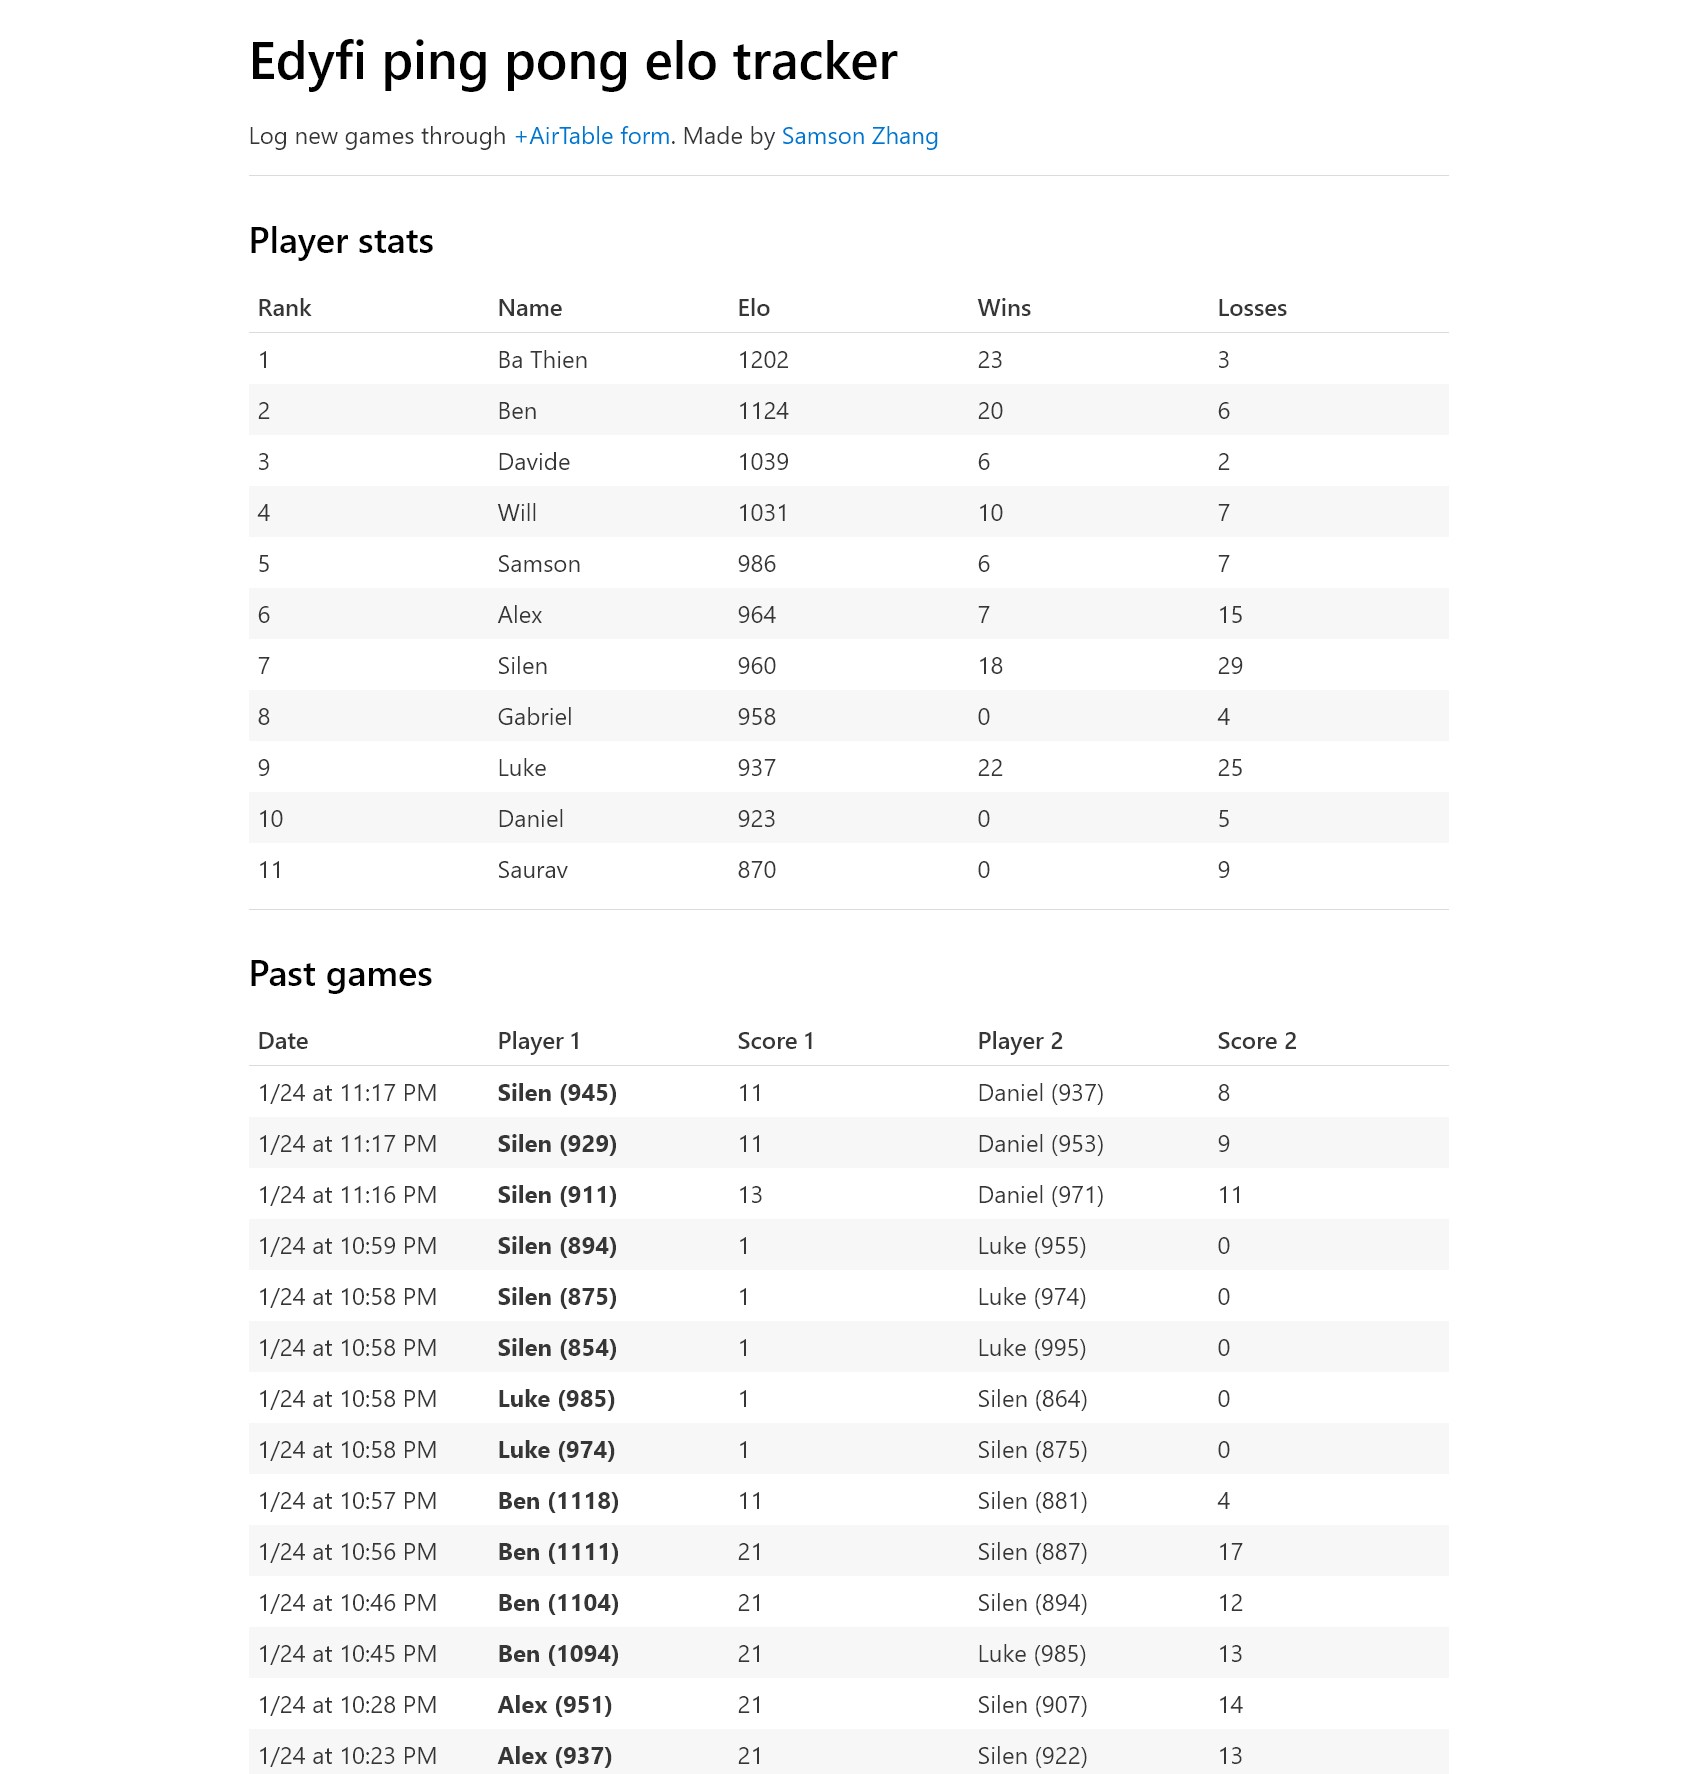 Edyfi ping pong elo tracker
Log new games through +AirTable form. Made by Samson Zhang
Player stats
Rank Name Elo Wins Losses
1 Ba Thien 1202 23 3
2 Ben 1124 20 6
3 Davide 1039 6 2
4 Will 1031 10 7
5 Samson 986 6 7
6 Alex 964 7 15
7 Silen 960 18 29
8 Gabriel 958 0 4
9 Luke 937 22 25
10 Daniel 923 0 5
11 Saurav 870 0 9
Past games
Date Player 1 Score 1 Player 2 Score 2
1/24 at 11:17 PM Silen (945) 11 Daniel (937) 8
1/24 at 11:17 PM Silen (929) 11 Daniel (953) 9
1/24 at 11:16 PM Silen (911) 13 Daniel (971) 11
1/24 at 10:59 PM Silen (894) 1 Luke (955) 0
1/24 at 10:58 PM Silen (875) 1 Luke (974) 0
1/24 at 10:58 PM Silen (854) 1 Luke (995) 0
1/24 at 10:58 PM Luke (985) 1 Silen (864) 0
1/24 at 10:58 PM Luke (974) 1 Silen (875) 0
1/24 at 10:57 PM Ben (1118) 11 Silen (881) 4
1/24 at 10:56 PM Ben (1111) 21 Silen (887) 17
1/24 at 10:46 PM Ben (1104) 21 Silen (894) 12
1/24 at 10:45 PM Ben (1094) 21 Luke (985) 13
1/24 at 10:28 PM Alex (951) 21 Silen (907) 14
1/24 at 10:23 PM Alex (937) 21 Silen (922) 13